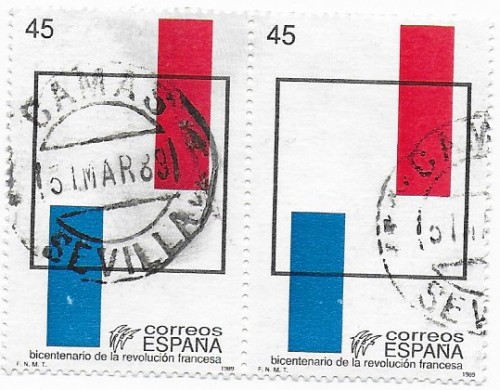 45
CAMAS
31 MAR 89
SEVILLA
correos
ESPAÑA
bicentenario de la revolución francesa
F. N. M. T.
1989
45
correos
ESPAÑA
bicentenario de la revolución francesa
F. N. M. T.
1989